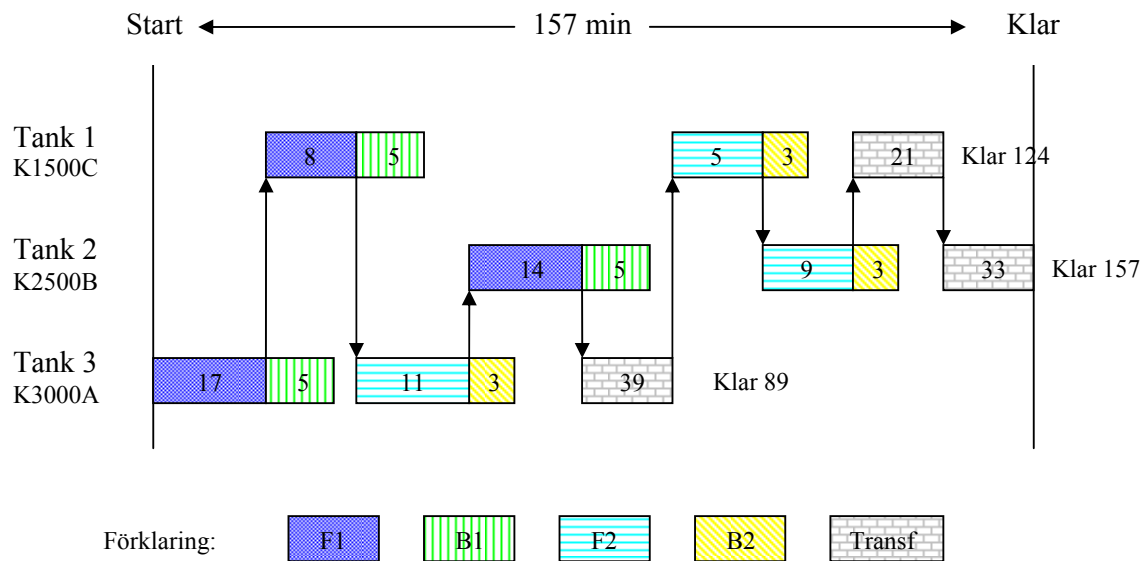 Start 157 min Klar
Tank 1
K1500C
8 5 5 3 21 Klar 124
Tank 2
K2500B
14 5 9 3 33 Klar 157
Tank 3
K3000A
17 5 11 3 39 Klar 89
Förklaring: F1 B1 F2 B2 Transf